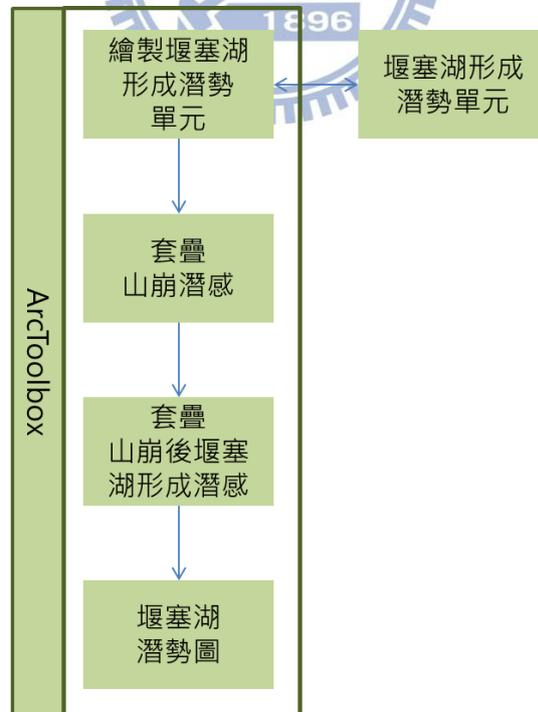 1896
繪製堰塞湖
形成潛勢
單元
堰塞湖形成
潛勢單元
套疊
山崩潛感
ArcToolbox
套疊
山崩後堰塞
湖形成潛感
堰塞湖
潛勢圖